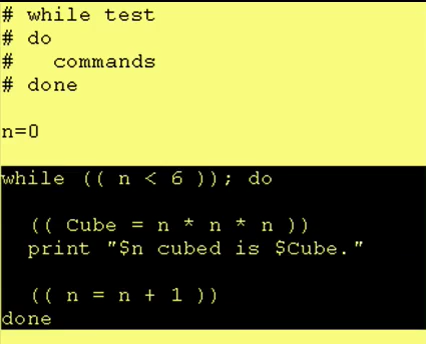 # while test
# do
#   commands
# done
n=0
while (( n < 6 )); do
(( Cube = n * n * n ))
print "$n cubed is $Cube."
(( n = n + 1 ))
done